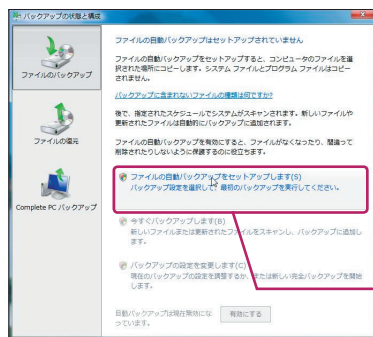 バックアップの状態と構成
ファイルのバックアップ
ファイルの復元
Complete PC バックアップ
ファイルの自動バックアップはセットアップされていません
ファイルの自動バックアップをセットアップすると、コンピュータのファイルを選
択された場所にコピーします。システム ファイルとプログラム ファイルはコピー
されません。
バックアップに含まれないファイルの種類は何ですか?
後で、指定されたスケジュールでシステムがスキャンされます。新しいファイルや
更新されたファイルは自動的にバックアップに追加されます。
ファイルの自動バックアップを有効にすると、ファイルがなくなったり、間違って
削除されたりしないように保護するのに役立ちます。
ファイルの自動バックアップをセットアップします(S)
バックアップ設定を選択して、最初のバックアップを実行してください。
今すぐバックアップします(B)
新しいファイルまたは更新されたファイルをスキャンし、バックアップに追加し
ます。
バックアップの設定を変更します(C)
現在のバックアップの設定を調整するか、または新しい完全バックアップを開始
します。
自動バックアップは現在無効にな
っています。
有効にする